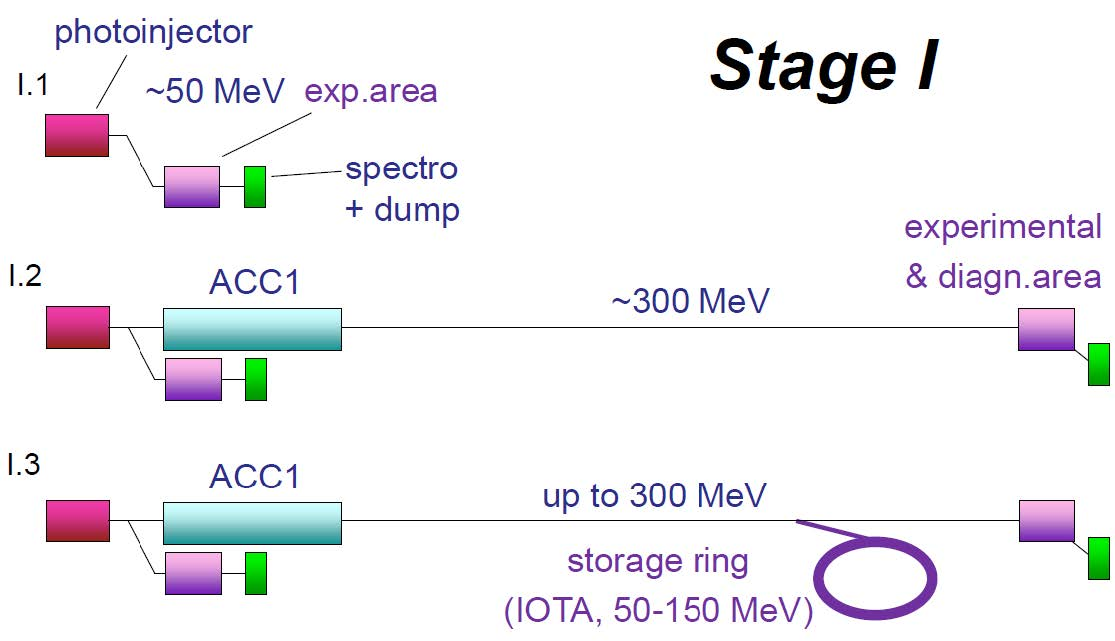 photoinjector
Stage I
I.1
~50 MeV
exp.area
spectro
+ dump
experimental
& diagn.area
I.2
ACC1
~300 MeV
I.3
ACC1
up to 300 MeV
storage ring
(IOTA, 50-150 MeV)